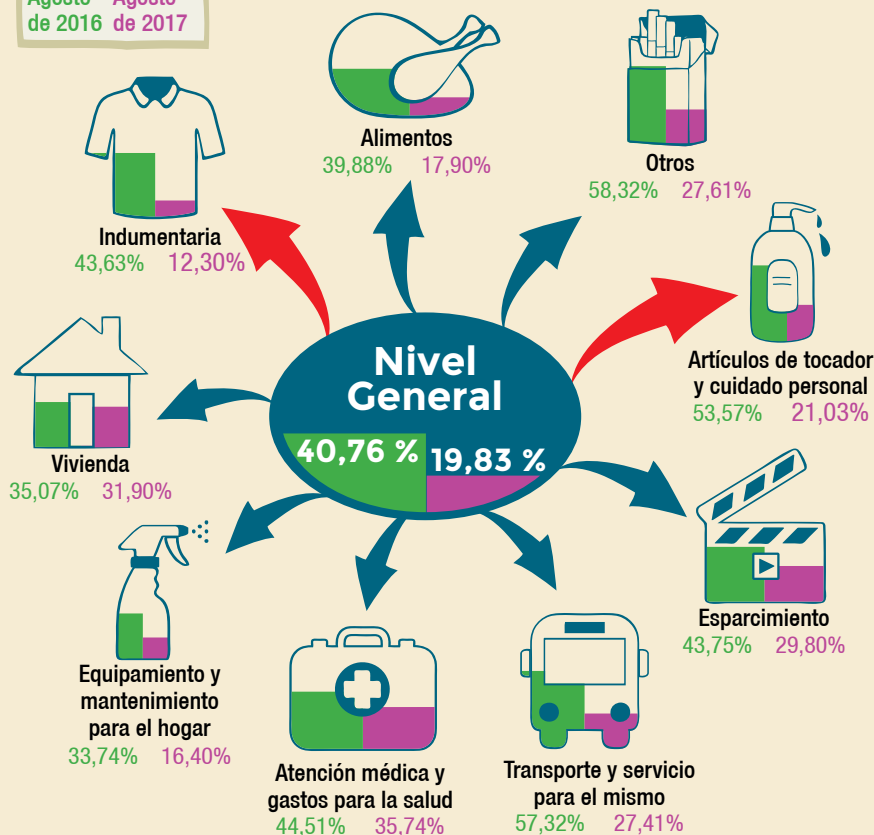 Agosto Agosto
de 2016 de 2017
Alimentos
39,88% 17,90%
Otros
58,32% 27,61%
Indumentaria
43,63% 12,30%
Artículos de tocador
y cuidado personal
53,57% 21,03%
Nivel
General
40,76 % 19,83 %
Vivienda
35,07% 31,90%
Esparcimiento
43,75% 29,80%
Equipamiento y
mantenimiento
para el hogar
33,74% 16,40%
Atención médica y
gastos para la salud
44,51% 35,74%
Transporte y servicio
para el mismo
57,32% 27,41%